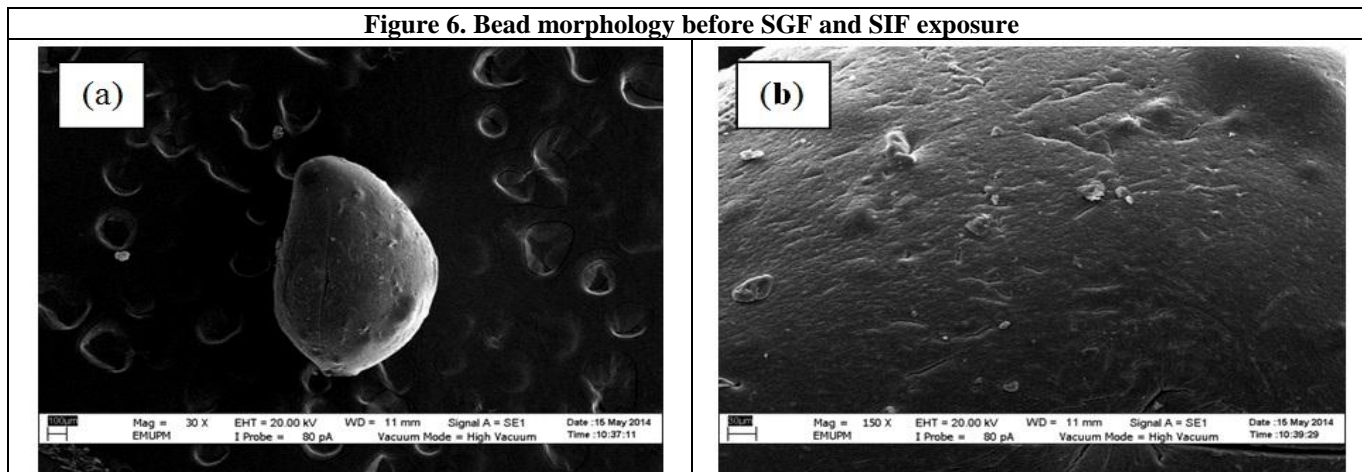 Figure 6. Bead morphology before SGF and SIF exposure
(a)
100µm
Mag = 30 X EHT = 20.00 kV WD = 11 mm Signal A = SE1 Date :15 May 2014
EMUPM I Probe = 80 pA Vacuum Mode = High Vacuum Time :10:37:11
(b)
Mag = 150 X EHT = 20.00 kV WD = 11 mm Signal A = SE1 Date :15 May 2014
EMUPM I Probe = 80 pA Vacuum Mode = High Vacuum Time :10:39:29